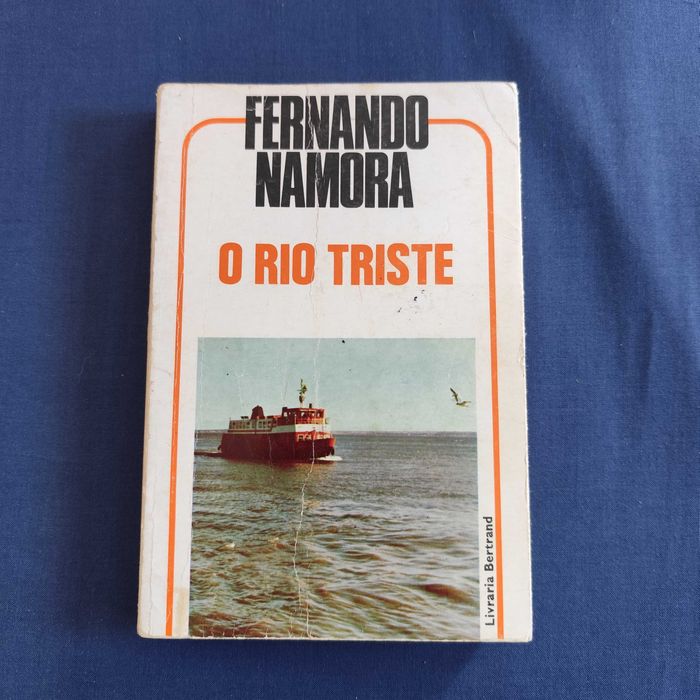 FERNANDO
NAMORA
O RIO TRISTE
Livraria Bertrand